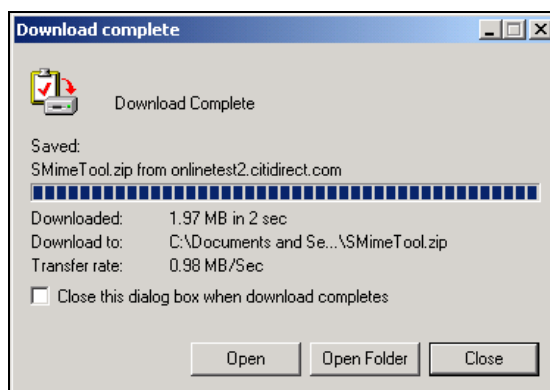 Download complete
Download Complete
Saved:
SMimeTool.zip from onlinetest2.citidirect.com
Downloaded: 1.97 MB in 2 sec
Download to: C:\Documents and Se...\SMimeTool.zip
Transfer rate: 0.98 MB/Sec
Close this dialog box when download completes
Open Open Folder Close